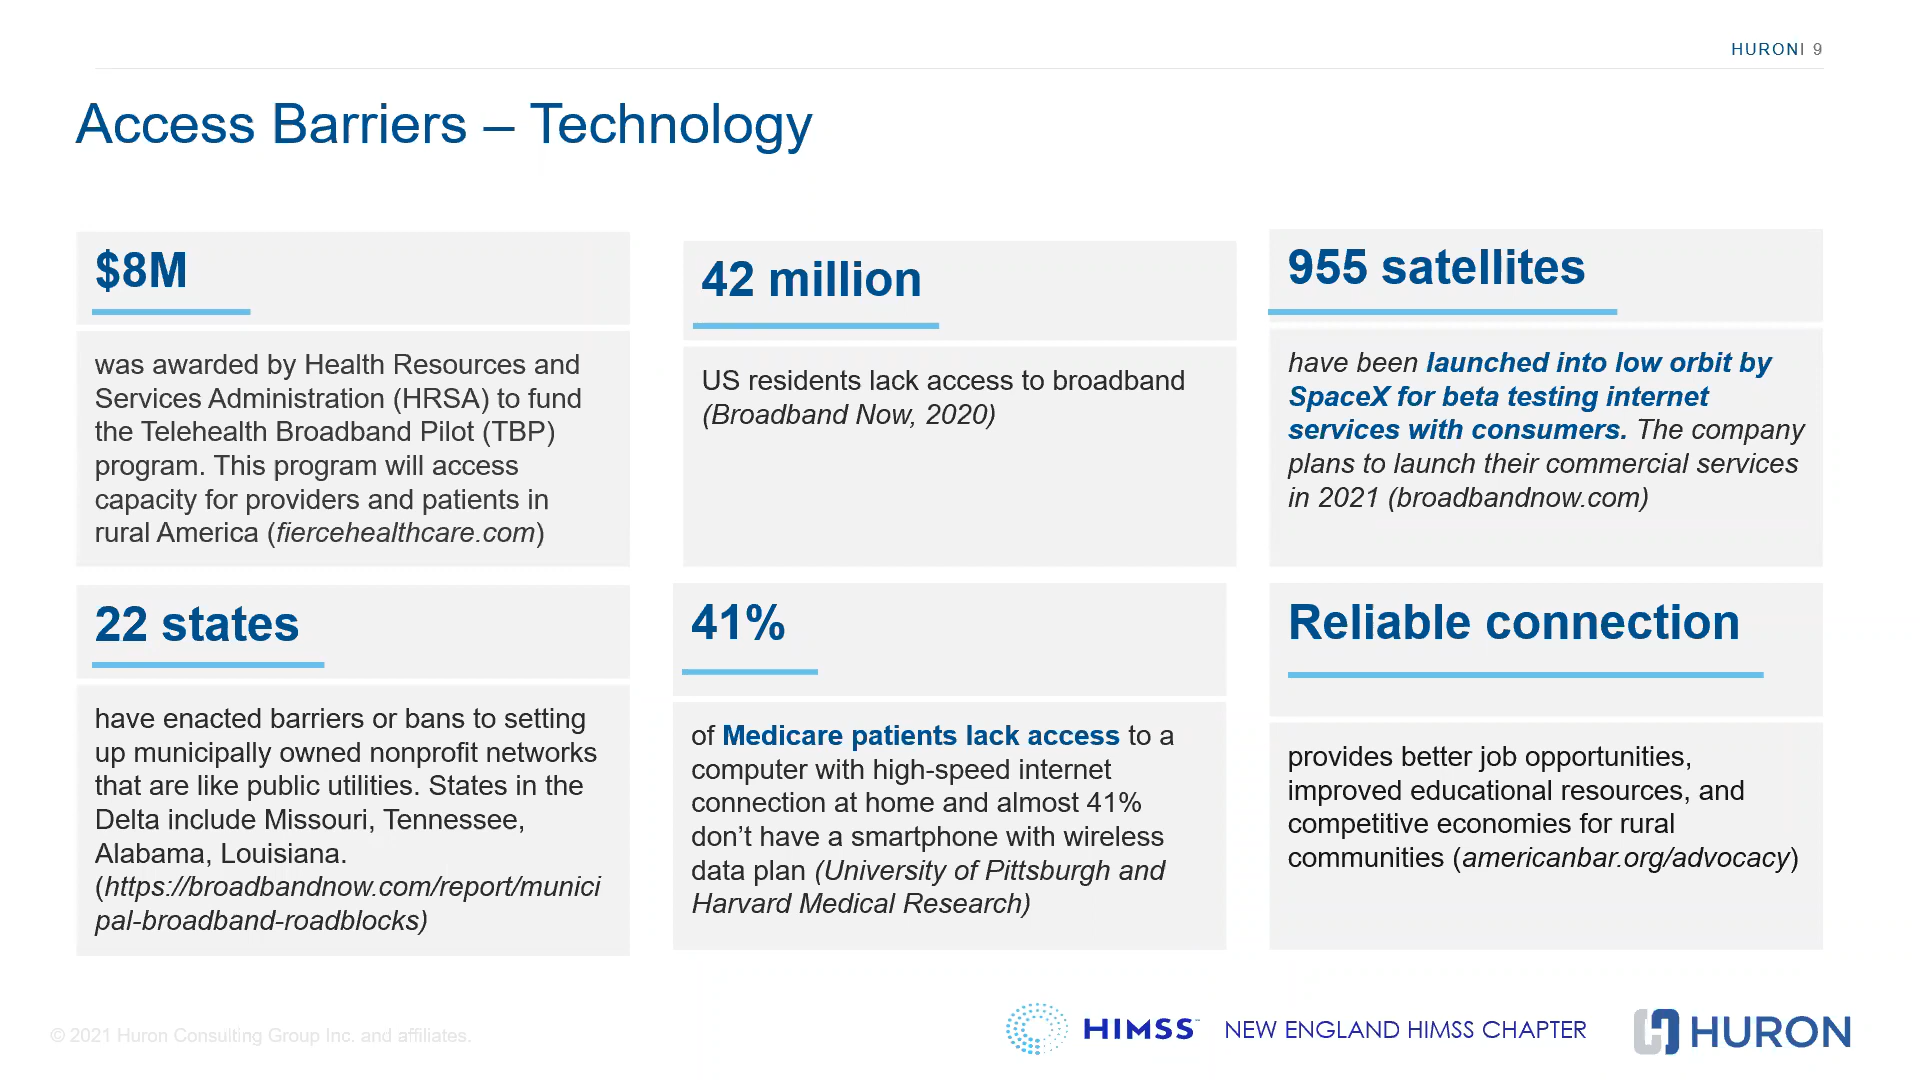 HURON| 9
Access Barriers – Technology
$8M
was awarded by Health Resources and
Services Administration (HRSA) to fund
the Telehealth Broadband Pilot (TBP)
program. This program will access
capacity for providers and patients in
rural America (fiercehealthcare.com)
42 million
US residents lack access to broadband
(Broadband Now, 2020)
955 satellites
have been launched into low orbit by
SpaceX for beta testing internet
services with consumers. The company
plans to launch their commercial services
in 2021 (broadbandnow.com)
22 states
have enacted barriers or bans to setting
up municipally owned nonprofit networks
that are like public utilities. States in the
Delta include Missouri, Tennessee,
Alabama, Louisiana.
(https://broadbandnow.com/report/munici
pal-broadband-roadblocks)
41%
of Medicare patients lack access to a
computer with high-speed internet
connection at home and almost 41%
don’t have a smartphone with wireless
data plan (University of Pittsburgh and
Harvard Medical Research)
Reliable connection
provides better job opportunities,
improved educational resources, and
competitive economies for rural
communities (americanbar.org/advocacy)
© 2021 Huron Consulting Group Inc. and affiliates.
HIMSS™
NEW ENGLAND HIMSS CHAPTER
HURON